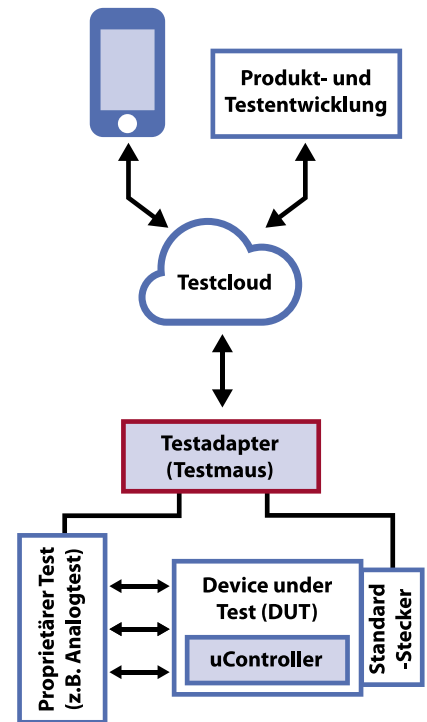 Produkt- und
Testentwicklung
Testcloud
Testadapter
(Testmaus)
Proprietärer Test
(z.B. Analogtest)
Device under
Test (DUT)
uController
Standard
-Stecker